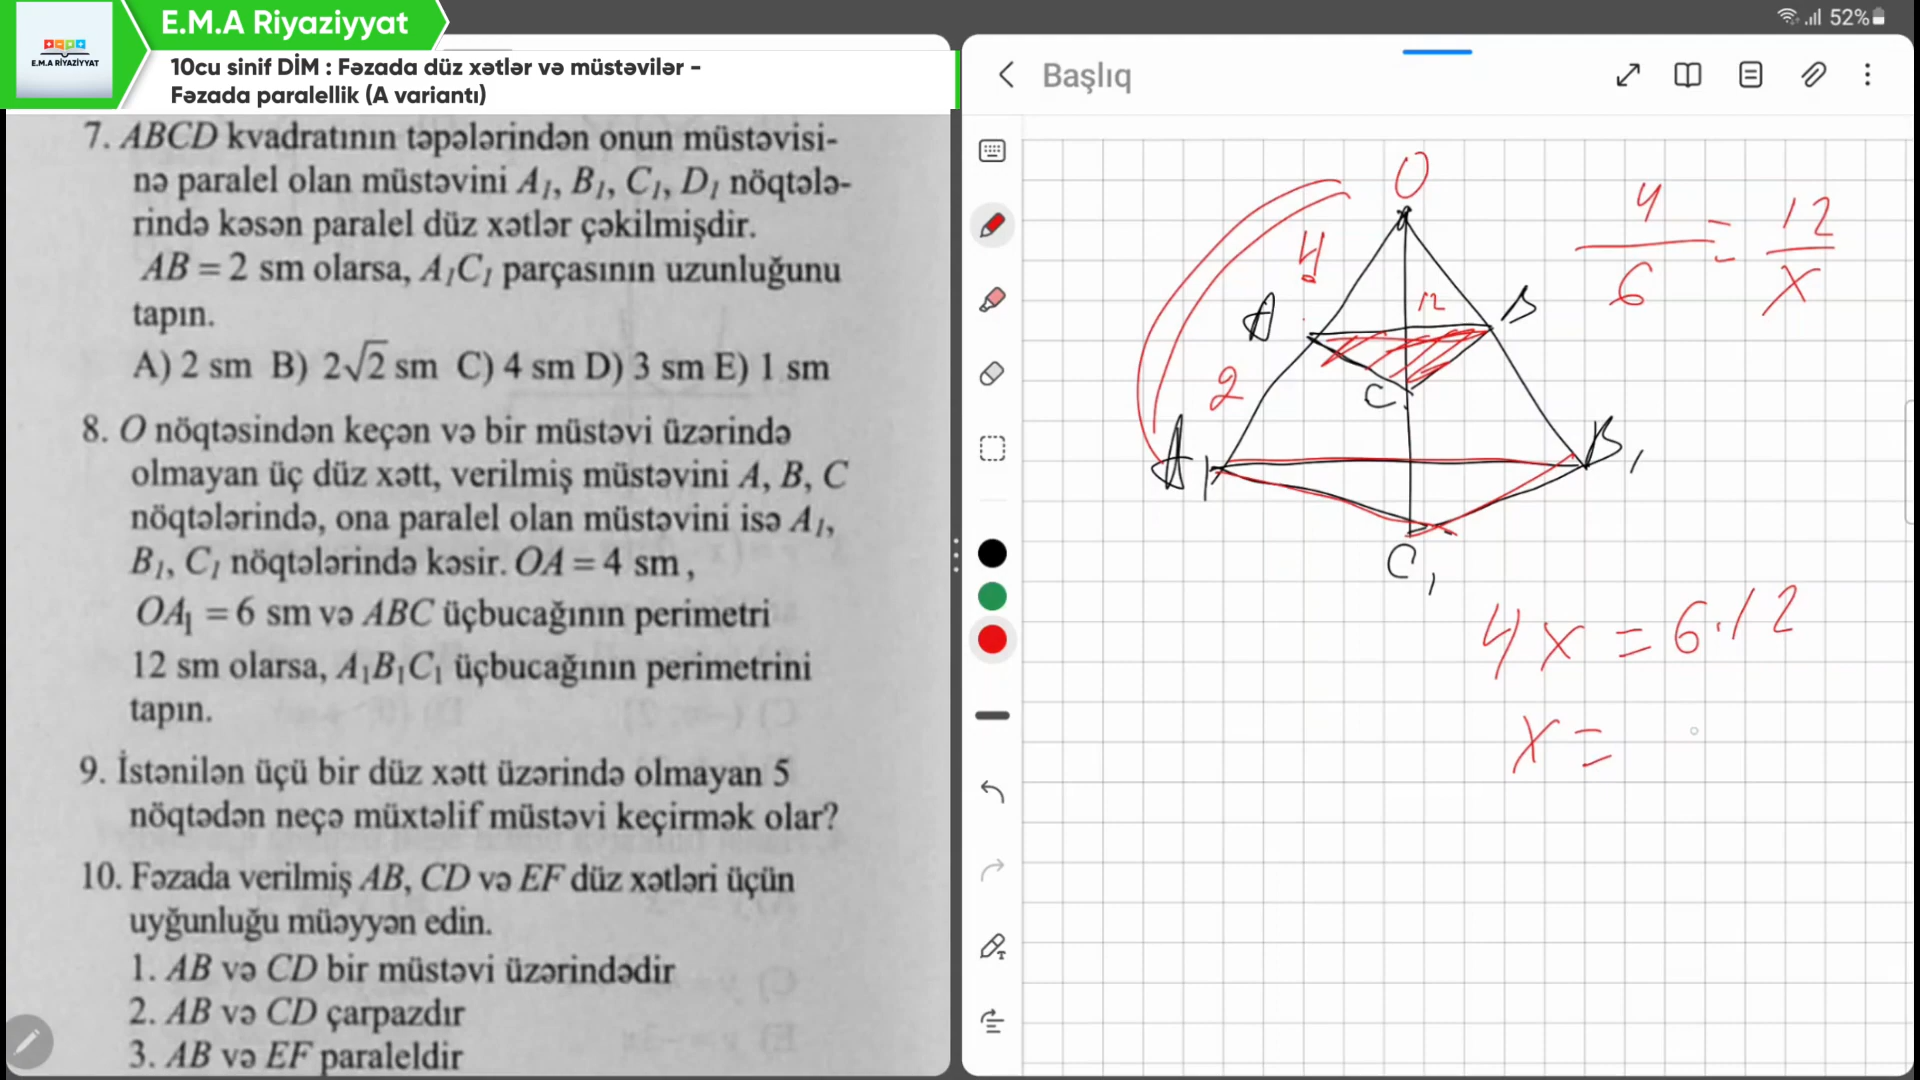 E.M.A Riyaziyyat
E.M.A RİYAZİYYAT
10cu sinif DİM : Fəzada düz xətlər və müstəvilər -
Fəzada paralellik (A variantı)
7. ABCD kvadratının təpələrindən onun müstəvisi-
nə paralel olan müstəvini A₁, B₁, C₁, D₁ nöqtələ-
rində kəsən paralel düz xətlər çəkilmişdir.
AB = 2 sm olarsa, A₁C₁ parçasının uzunluğunu
tapın.
A) 2 sm B) 2√2 sm C) 4 sm D) 3 sm E) 1 sm
8. O nöqtəsindən keçən və bir müstəvi üzərində
olmayan üç düz xətt, verilmiş müstəvini A, B, C
nöqtələrində, ona paralel olan müstəvini isə A₁,
B₁, C₁ nöqtələrində kəsir. OA = 4 sm,
OA₁ = 6 sm və ABC üçbucağının perimetri
12 sm olarsa, A₁B₁C₁ üçbucağının perimetrini
tapın.
9. İstənilən üçü bir düz xətt üzərində olmayan 5
nöqtədən neçə müxtəlif müstəvi keçirmək olar?
10. Fəzada verilmiş AB, CD və EF düz xətləri üçün
uyğunluğu müəyyən edin.
1. AB və CD bir müstəvi üzərindədir
2. AB və CD çarpazdır
3. AB və EF paraleldir
52%
Başlıq
O
4
A
12
B
2
C
A₁
B₁
C₁
4/6 = 12/x
4x = 6·12
x =